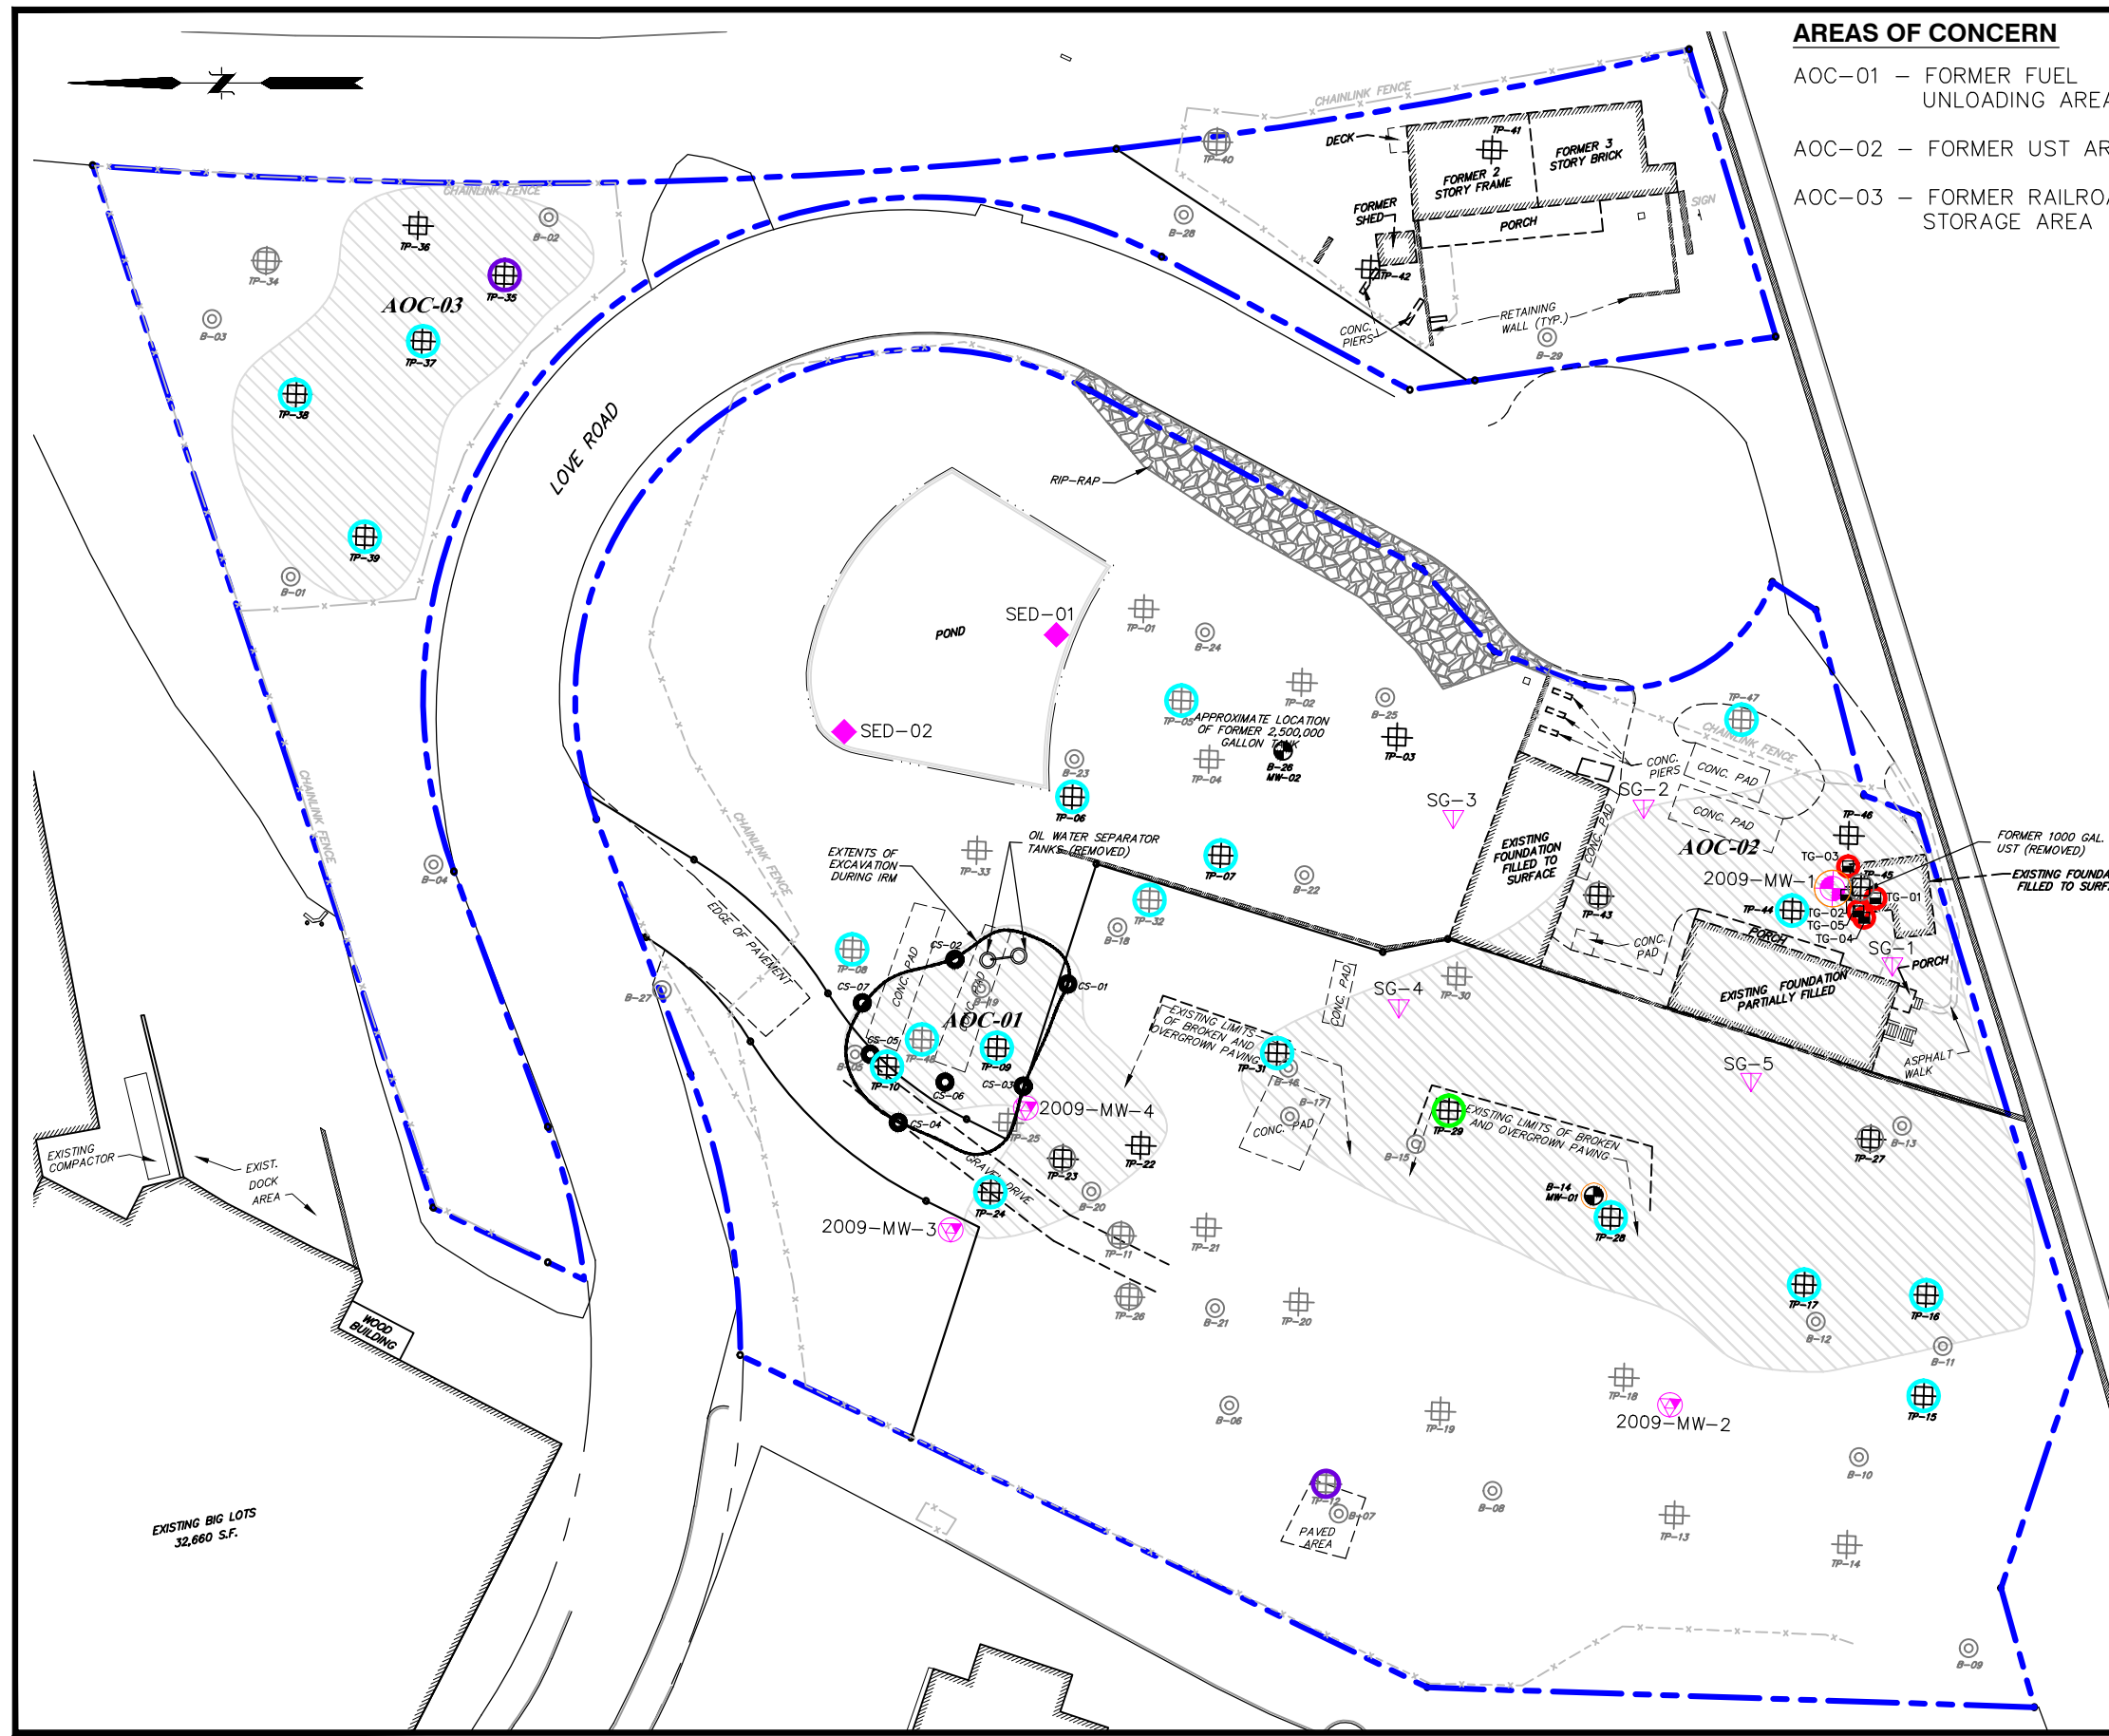 AREAS OF CONCERN
AOC-01 - FORMER FUEL
UNLOADING AREA
AOC-02 - FORMER UST AR
AOC-03 - FORMER RAILROA
STORAGE AREA
N
CHAINLINK FENCE
DECK
TP-40
TP-41
FORMER 3
STORY BRICK
FORMER 2
STORY FRAME
FORMER
SHED
PORCH
SIGN
B-28
TP-42
CONC.
PIERS
RETAINING
WALL (TYP.)
B-29
CHAINLINK FENCE
TP-36
B-02
TP-34
TP-35
AOC-03
B-03
TP-37
TP-38
TP-39
B-01
LOVE ROAD
RIP-RAP
SED-01
POND
SED-02
TP-01
B-24
TP-02
TP-05
B-25
APPROXIMATE LOCATION
OF FORMER 2,500,000
GALLON TANK
TP-03
TP-04
B-26
MW-02
B-23
TP-06
TP-47
CHAINLINK FENCE
CONC.
PIERS
CONC. PAD
CONC. PAD
CONC. PAD
SG-2
SG-3
EXISTING
FOUNDATION
FILLED TO
SURFACE
AOC-02
TP-46
TG-03
TP-45
FORMER 1000 GAL.
UST (REMOVED)
EXISTING FOUNDA
FILLED TO SURF
2009-MW-1
TG-01
TP-44
TG-02
TG-05
TG-04
TP-43
SG-1
PORCH
PORCH
CONC.
PAD
EXISTING FOUNDATION
PARTIALLY FILLED
ASPHALT
WALK
SG-5
CHAINLINK FENCE
CHAINLINK FENCE
B-04
EXTENTS OF
EXCAVATION
DURING IRM
OIL WATER SEPARATOR
TANKS (REMOVED)
TP-33
TP-07
B-22
TP-32
B-18
EDGE OF PAVEMENT
B-27
TP-08
CS-02
CONC. PAD
CONC. PAD
B-19
CS-01
CS-07
AOC-01
CS-05
B-05
TP-48
TP-09
TP-10
CS-06
CS-03
CS-04
2009-MW-4
TP-25
TP-23
TP-22
GRAVEL DRIVE
TP-24
B-20
2009-MW-3
TP-11
TP-21
TP-26
B-21
TP-20
CONC. PAD
SG-4
TP-30
EXISTING LIMITS
OF BROKEN AND
OVERGROWN PAVING
TP-31
B-16
B-17
CONC. PAD
TP-29
EXISTING LIMITS OF BROKEN
AND OVERGROWN PAVING
B-15
B-14
MW-01
TP-28
TP-27
B-13
TP-17
TP-16
B-12
B-11
TP-15
TP-18
2009-MW-2
TP-19
B-06
B-10
TP-12
B-07
PAVED
AREA
B-08
TP-13
TP-14
B-09
EXISTING
COMPACTOR
EXIST.
DOCK
AREA
WOOD
BUILDING
EXISTING BIG LOTS
32,660 S.F.